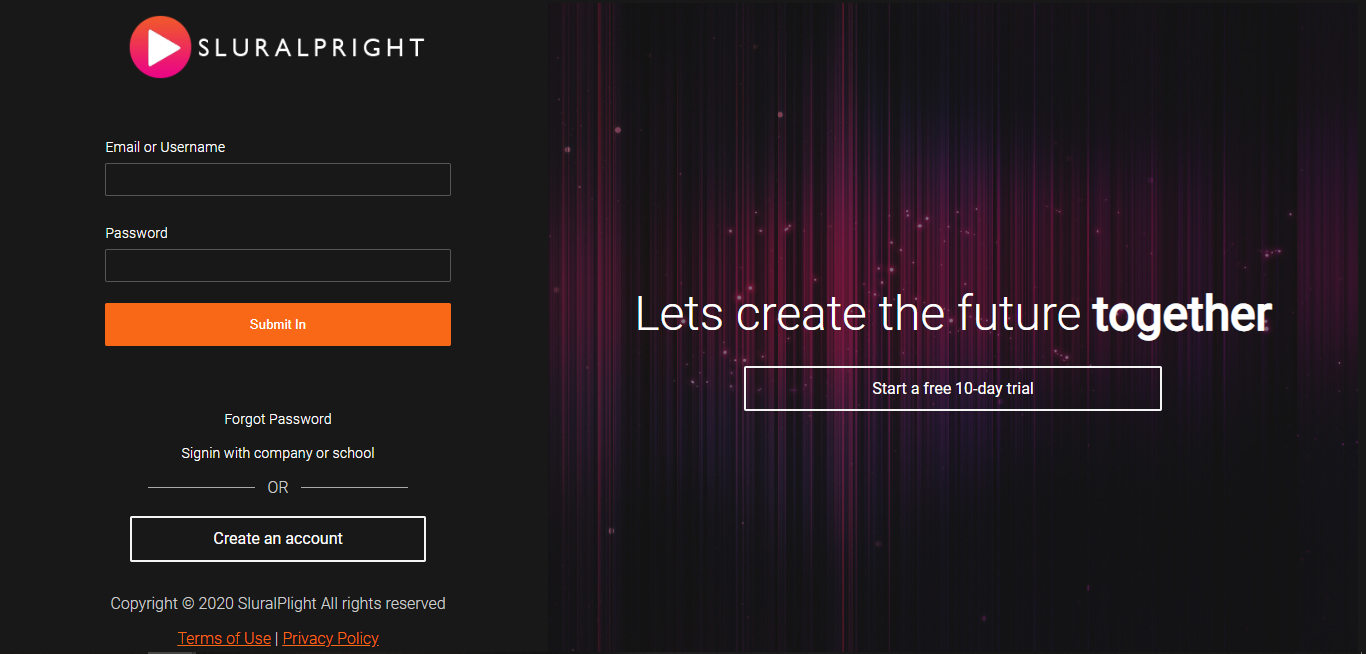 SLURALPRIGHT
Email or Username
Password
Submit In
Forgot Password
Signin with company or school
OR
Create an account
Copyright © 2020 SluralPlight All rights reserved
Terms of Use | Privacy Policy
Lets create the future together
Start a free 10-day trial